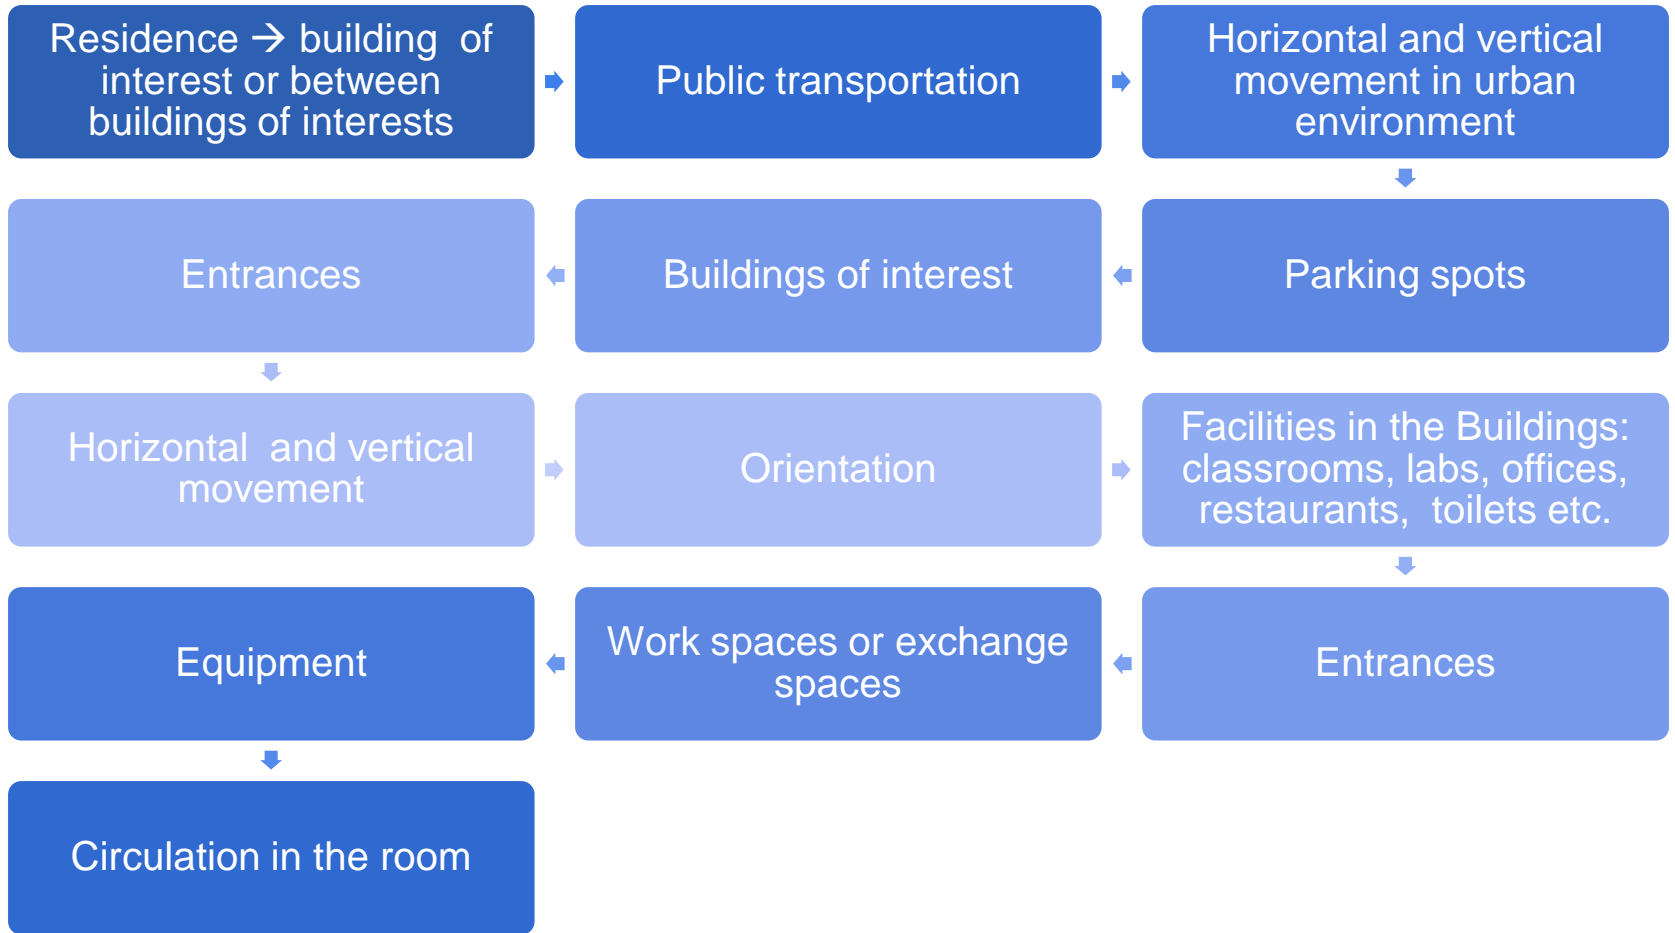 Residence → building of
interest or between
buildings of interests
Public transportation
Horizontal and vertical
movement in urban
environment
Parking spots
Buildings of interest
Entrances
Horizontal and vertical
movement
Orientation
Facilities in the Buildings:
classrooms, labs, offices,
restaurants, toilets etc.
Entrances
Work spaces or exchange
spaces
Equipment
Circulation in the room